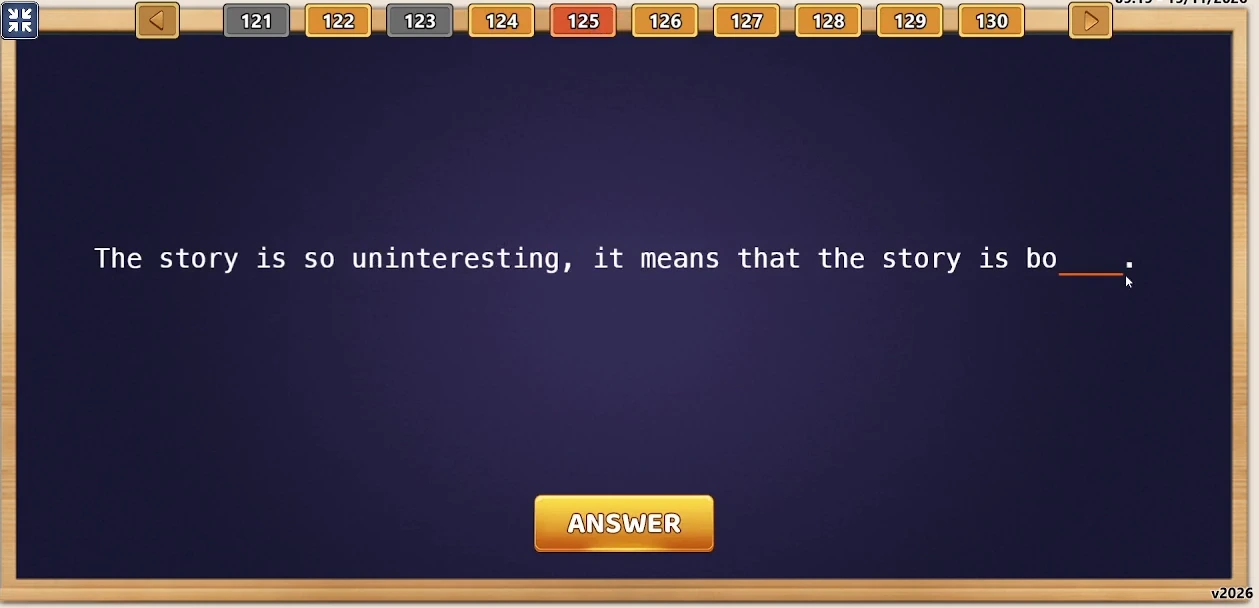 121 122 123 124 125 126 127 128 129 130
The story is so uninteresting, it means that the story is bo____.
ANSWER
v2026